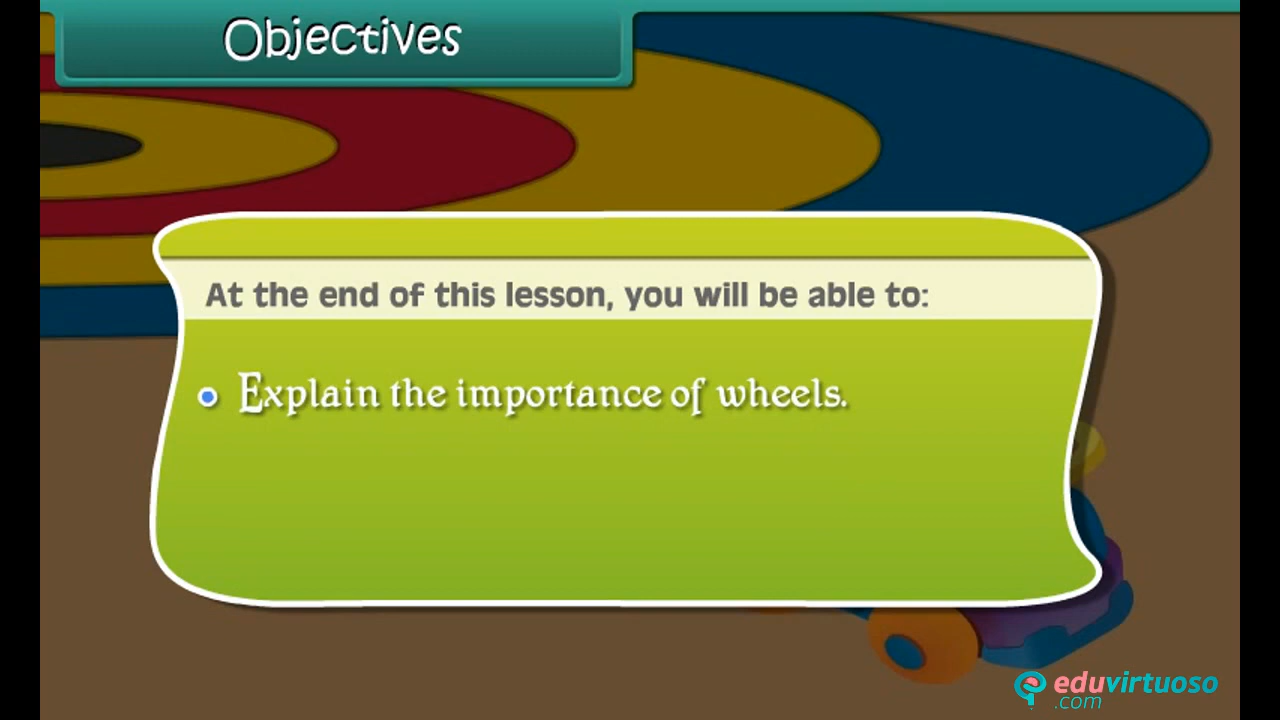 Objectives
At the end of this lesson, you will be able to:
Explain the importance of wheels.
eduvirtuoso
.com